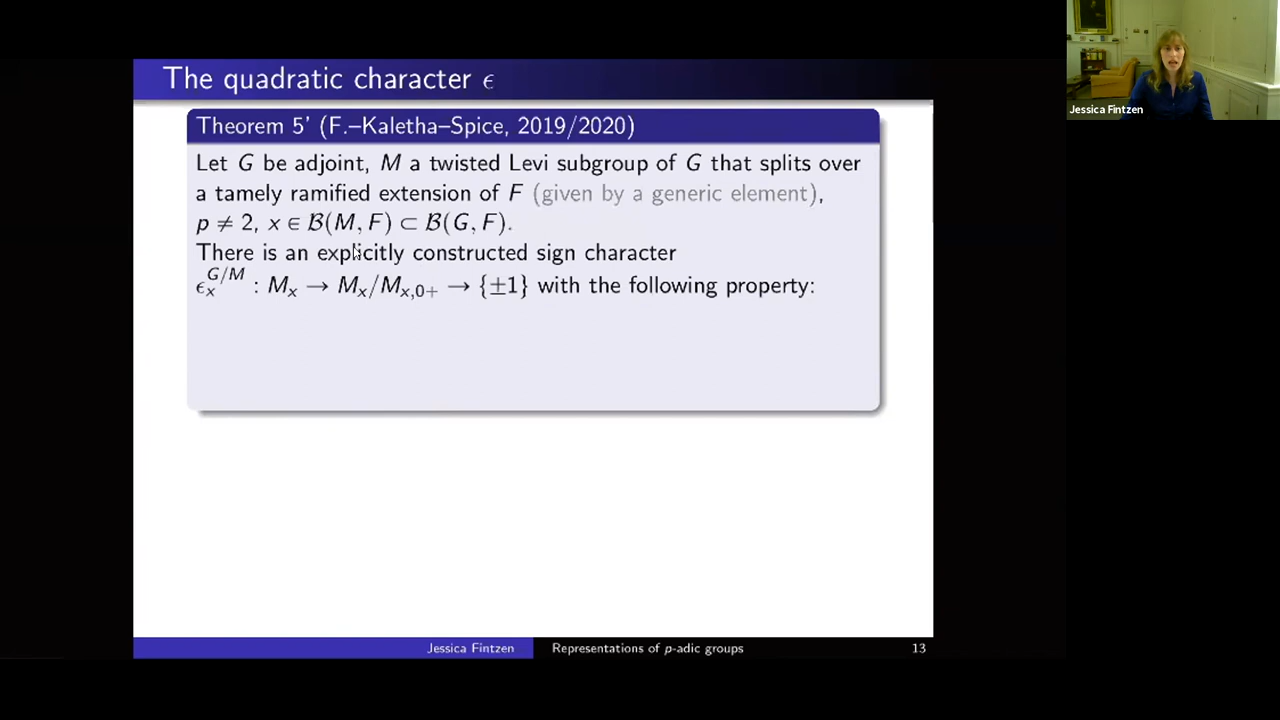 The quadratic character ϵ
Theorem 5' (F.–Kaletha–Spice, 2019/2020)
Let G be adjoint, M a twisted Levi subgroup of G that splits over
a tamely ramified extension of F (given by a generic element),
p ≠ 2, x ∈ ℬ(M, F) ⊂ ℬ(G, F).
There is an explicitly constructed sign character
ϵ_x^{G/M} : M_x → M_x/M_{x,0+} → {±1} with the following property:
Jessica Fintzen
Representations of p-adic groups
13
Jessica Fintzen